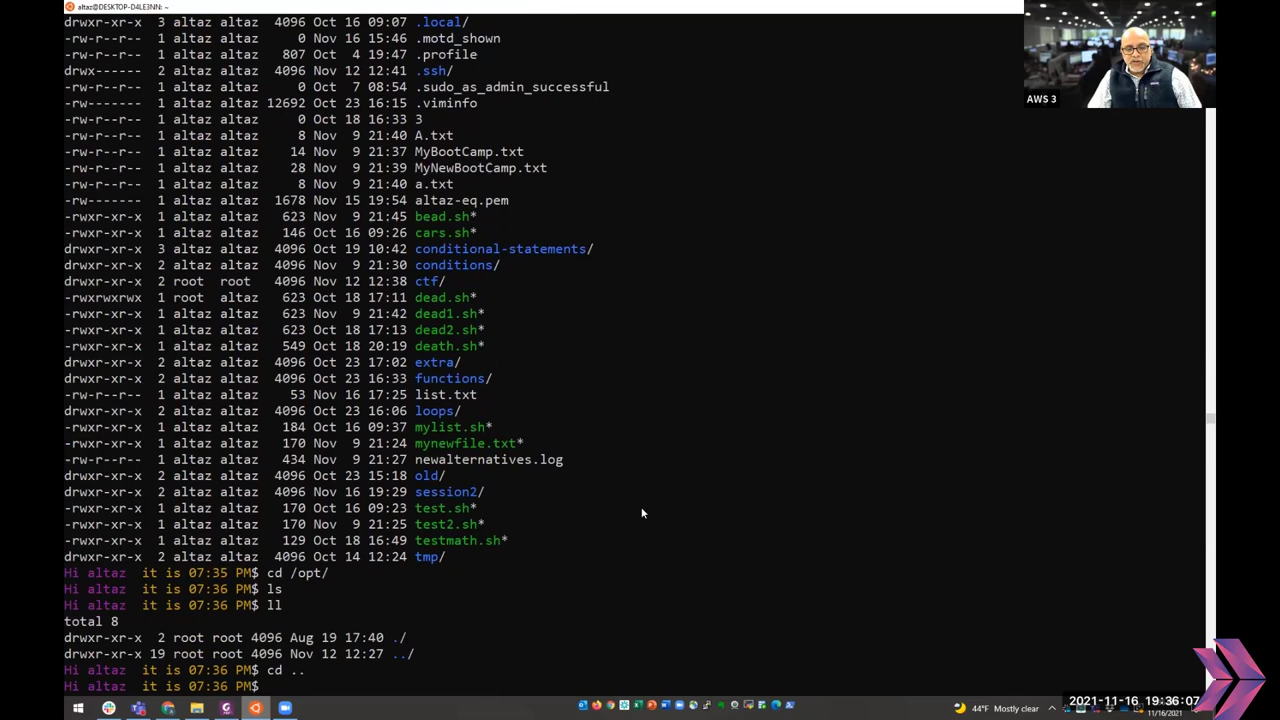 altaz@DESKTOP-D4LE3NN: ~
drwxr-xr-x 3 altaz altaz 4096 Oct 16 09:07 .local/
-rw-r--r-- 1 altaz altaz 0 Nov 16 15:46 .motd_shown
-rw-r--r-- 1 altaz altaz 807 Oct 4 19:47 .profile
drwx------ 2 altaz altaz 4096 Nov 12 12:41 .ssh/
-rw-r--r-- 1 altaz altaz 0 Oct 7 08:54 .sudo_as_admin_successful
-rw------- 1 altaz altaz 12692 Oct 23 16:15 .viminfo
-rw-r--r-- 1 altaz altaz 0 Oct 18 16:33 3
-rw-r--r-- 1 altaz altaz 8 Nov 9 21:40 A.txt
-rw-r--r-- 1 altaz altaz 14 Nov 9 21:37 MyBootCamp.txt
-rw-r--r-- 1 altaz altaz 28 Nov 9 21:39 MyNewBootCamp.txt
-rw-r--r-- 1 altaz altaz 8 Nov 9 21:40 a.txt
-rw------- 1 altaz altaz 1678 Nov 15 19:54 altaz-eq.pem
-rwxr-xr-x 1 altaz altaz 623 Nov 9 21:45 bead.sh*
-rwxr-xr-x 1 altaz altaz 146 Oct 16 09:26 cars.sh*
drwxr-xr-x 3 altaz altaz 4096 Oct 19 10:42 conditional-statements/
drwxr-xr-x 2 altaz altaz 4096 Nov 9 21:30 conditions/
drwxr-xr-x 2 root root 4096 Nov 12 12:38 ctf/
-rwxrwxrwx 1 root altaz 623 Oct 18 17:11 dead.sh*
-rwxr-xr-x 1 altaz altaz 623 Nov 9 21:42 dead1.sh*
-rwxr-xr-x 1 altaz altaz 623 Oct 18 17:13 dead2.sh*
-rwxr-xr-x 1 altaz altaz 549 Oct 18 20:19 death.sh*
drwxr-xr-x 2 altaz altaz 4096 Oct 23 17:02 extra/
drwxr-xr-x 2 altaz altaz 4096 Oct 23 16:33 functions/
-rw-r--r-- 1 altaz altaz 53 Nov 16 17:25 list.txt
drwxr-xr-x 2 altaz altaz 4096 Oct 23 16:06 loops/
-rwxr-xr-x 1 altaz altaz 184 Oct 16 09:37 mylist.sh*
-rwxr-xr-x 1 altaz altaz 170 Nov 9 21:24 mynewfile.txt*
-rw-r--r-- 1 altaz altaz 434 Nov 9 21:27 newalternatives.log
drwxr-xr-x 2 altaz altaz 4096 Oct 23 15:18 old/
drwxr-xr-x 2 altaz altaz 4096 Nov 16 19:29 session2/
-rwxr-xr-x 1 altaz altaz 170 Oct 16 09:23 test.sh*
-rwxr-xr-x 1 altaz altaz 170 Nov 9 21:25 test2.sh*
-rwxr-xr-x 1 altaz altaz 129 Oct 18 16:49 testmath.sh*
drwxr-xr-x 2 altaz altaz 4096 Oct 14 12:24 tmp/
Hi altaz it is 07:35 PM$ cd /opt/
Hi altaz it is 07:36 PM$ ls
Hi altaz it is 07:36 PM$ ll
total 8
drwxr-xr-x 2 root root 4096 Aug 19 17:40 ./
drwxr-xr-x 19 root root 4096 Nov 12 12:27 ../
Hi altaz it is 07:36 PM$ cd ..
Hi altaz it is 07:36 PM$
AWS 3
44°F Mostly clear
2021-11-16 19:36:07
11/16/2021